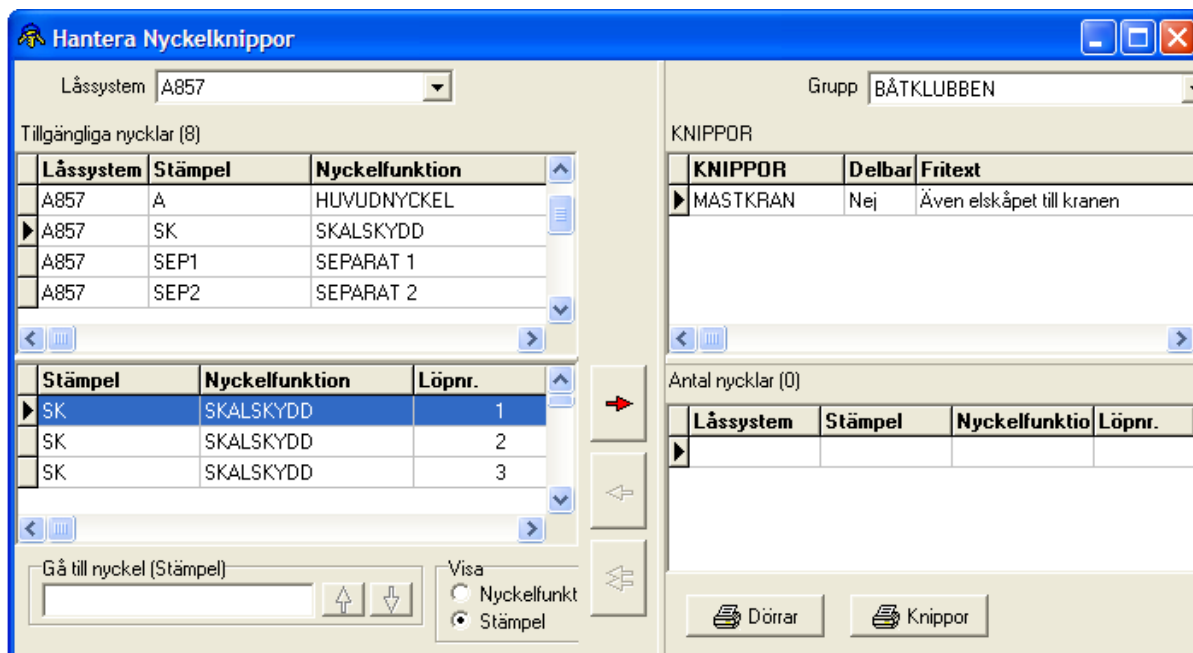 Hantera Nyckelknippor
Låssystem A857
Grupp BÅTKLUBBEN
Tillgängliga nycklar (8)
Låssystem Stämpel Nyckelfunktion
A857 A HUVUDNYCKEL
A857 SK SKALSKYDD
A857 SEP1 SEPARAT 1
A857 SEP2 SEPARAT 2
KNIPPOR
KNIPPOR Delbar Fritext
MASTKRAN Nej Även elskåpet till kranen
Stämpel Nyckelfunktion Löpnr.
SK SKALSKYDD 1
SK SKALSKYDD 2
SK SKALSKYDD 3
Antal nycklar (0)
Låssystem Stämpel Nyckelfunktio Löpnr.
Gå till nyckel (Stämpel)
Visa
Nyckelfunkt
Stämpel
Dörrar Knippor